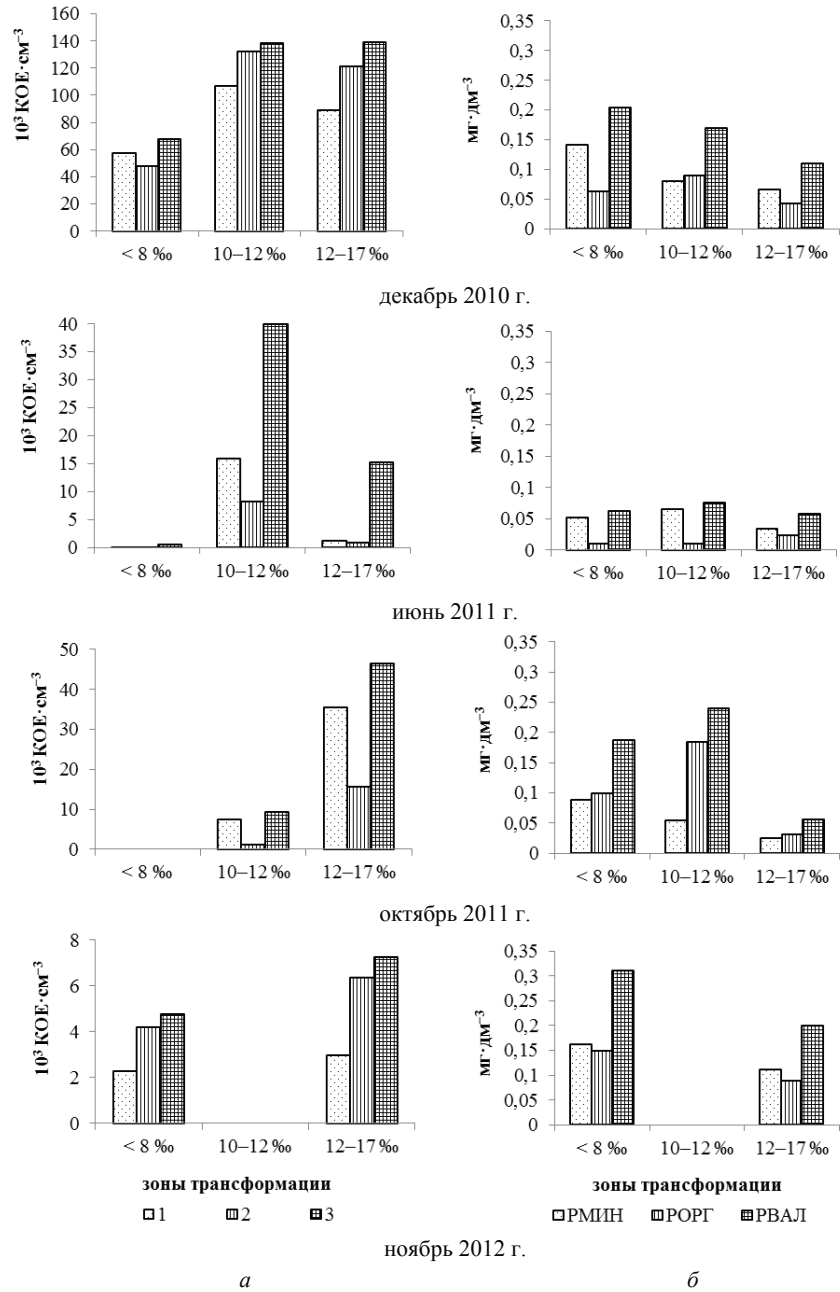 10³ КОЕ·см⁻³
160
140
120
100
80
60
40
20
0
< 8 ‰ 10–12 ‰ 12–17 ‰
мг·дм⁻³
0,35
0,3
0,25
0,2
0,15
0,1
0,05
0
< 8 ‰ 10–12 ‰ 12–17 ‰
декабрь 2010 г.
10³ КОЕ·см⁻³
40
35
30
25
20
15
10
5
0
< 8 ‰ 10–12 ‰ 12–17 ‰
мг·дм⁻³
0,35
0,3
0,25
0,2
0,15
0,1
0,05
0
< 8 ‰ 10–12 ‰ 12–17 ‰
июнь 2011 г.
10³ КОЕ·см⁻³
50
40
30
20
10
0
< 8 ‰ 10–12 ‰ 12–17 ‰
мг·дм⁻³
0,35
0,3
0,25
0,2
0,15
0,1
0,05
0
< 8 ‰ 10–12 ‰ 12–17 ‰
октябрь 2011 г.
10³ КОЕ·см⁻³
8
6
4
2
0
< 8 ‰ 10–12 ‰ 12–17 ‰
зоны трансформации
1 2 3
мг·дм⁻³
0,35
0,3
0,25
0,2
0,15
0,1
0,05
0
< 8 ‰ 10–12 ‰ 12–17 ‰
зоны трансформации
РМИН РОРГ РВАЛ
ноябрь 2012 г.
а б